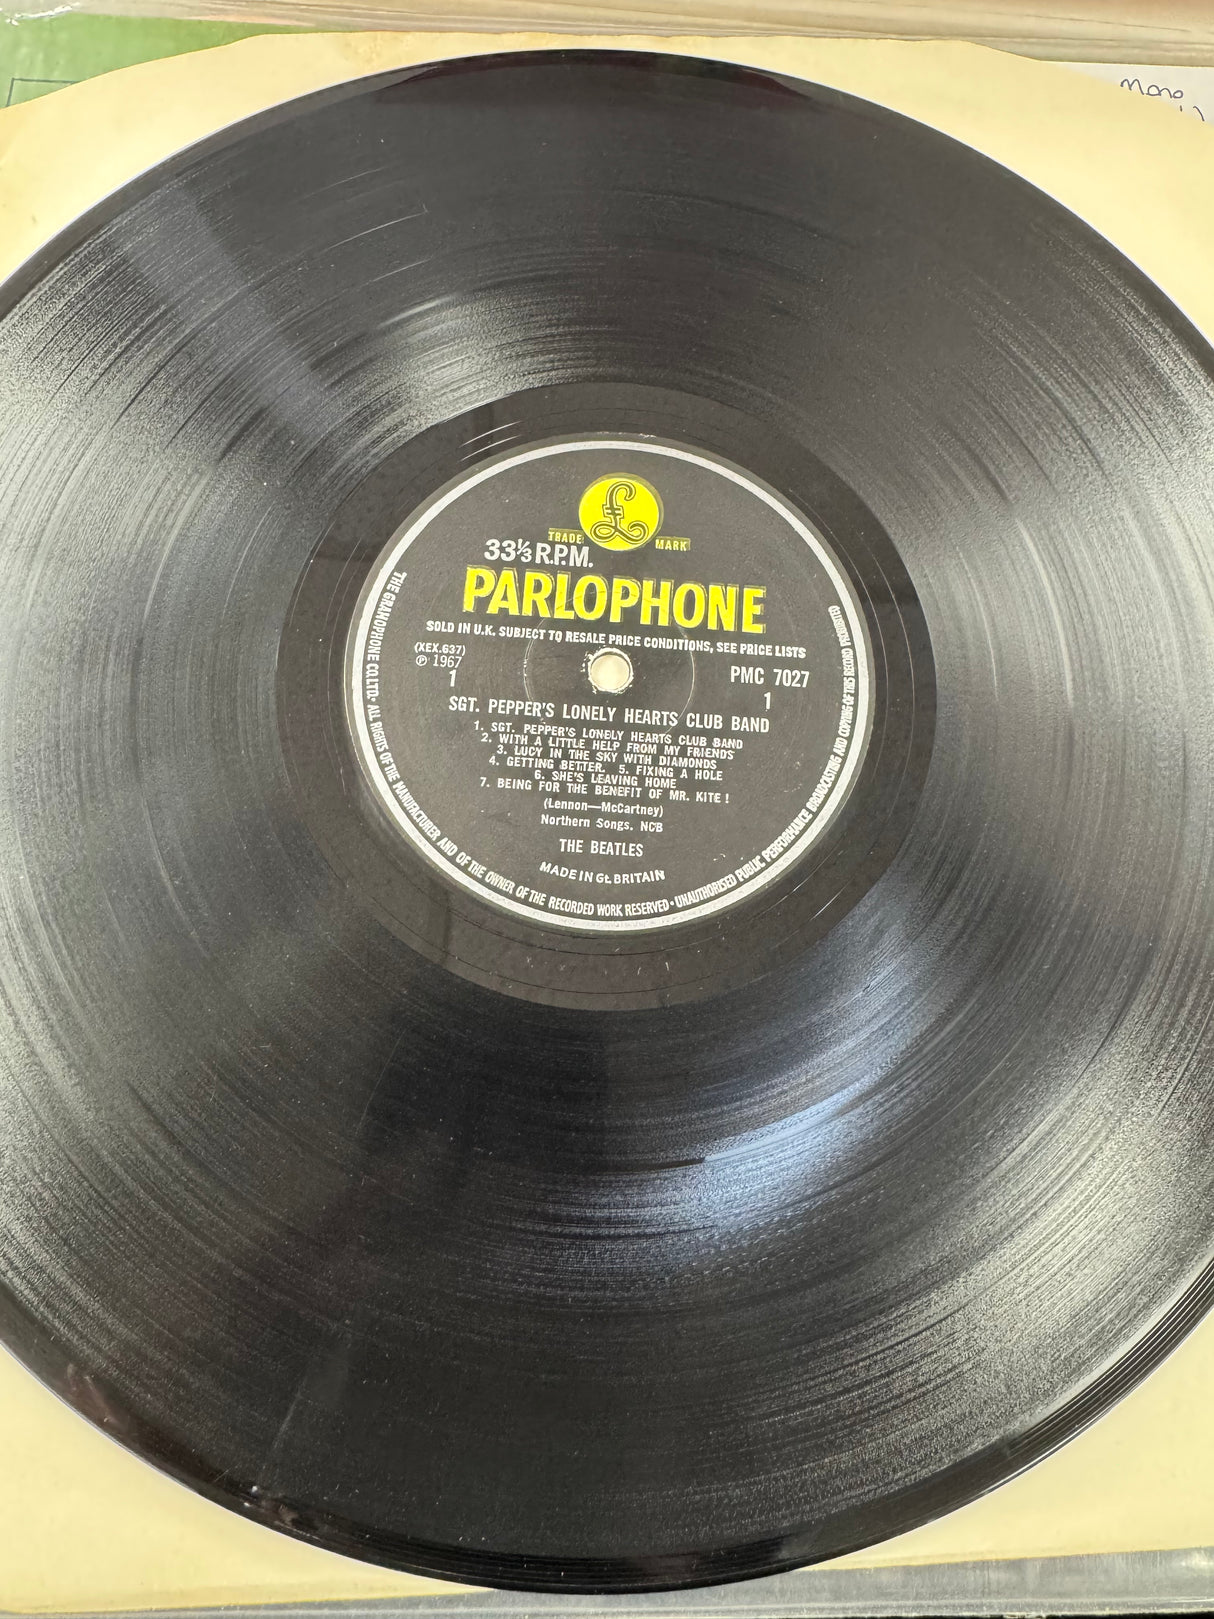 Mono
£
TRADE MARK
33⅓ R.P.M.
PARLOPHONE
SOLD IN U.K. SUBJECT TO RESALE PRICE CONDITIONS, SEE PRICE LISTS
(XEX.637)
℗ 1967
1
PMC 7027
1
SGT. PEPPER'S LONELY HEARTS CLUB BAND
1. SGT. PEPPER'S LONELY HEARTS CLUB BAND
2. WITH A LITTLE HELP FROM MY FRIENDS
3. LUCY IN THE SKY WITH DIAMONDS
4. GETTING BETTER. 5. FIXING A HOLE
6. SHE'S LEAVING HOME
7. BEING FOR THE BENEFIT OF MR. KITE !
(Lennon—McCartney)
Northern Songs. NCB
THE BEATLES
MADE IN Gt. BRITAIN
THE GRAMOPHONE CO. LTD. • ALL RIGHTS OF THE MANUFACTURER AND OF THE OWNER OF THE RECORDED WORK RESERVED • UNAUTHORISED PUBLIC PERFORMANCE BROADCASTING AND COPYING OF THIS RECORD PROHIBITED